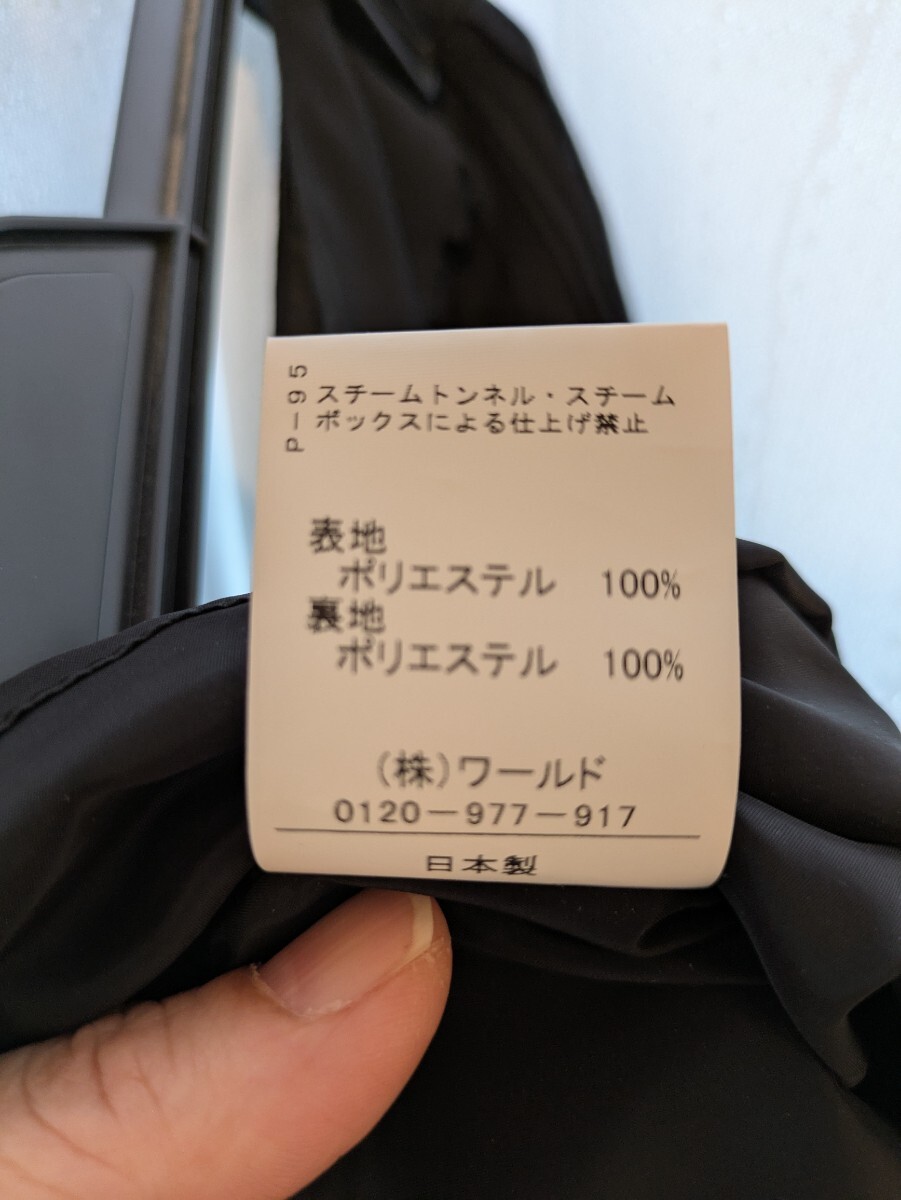 P-95
スチームトンネル・スチーム
ボックスによる仕上げ禁止
表地
ポリエステル 100%
裏地
ポリエステル 100%
(株)ワールド
0120-977-917
日本製